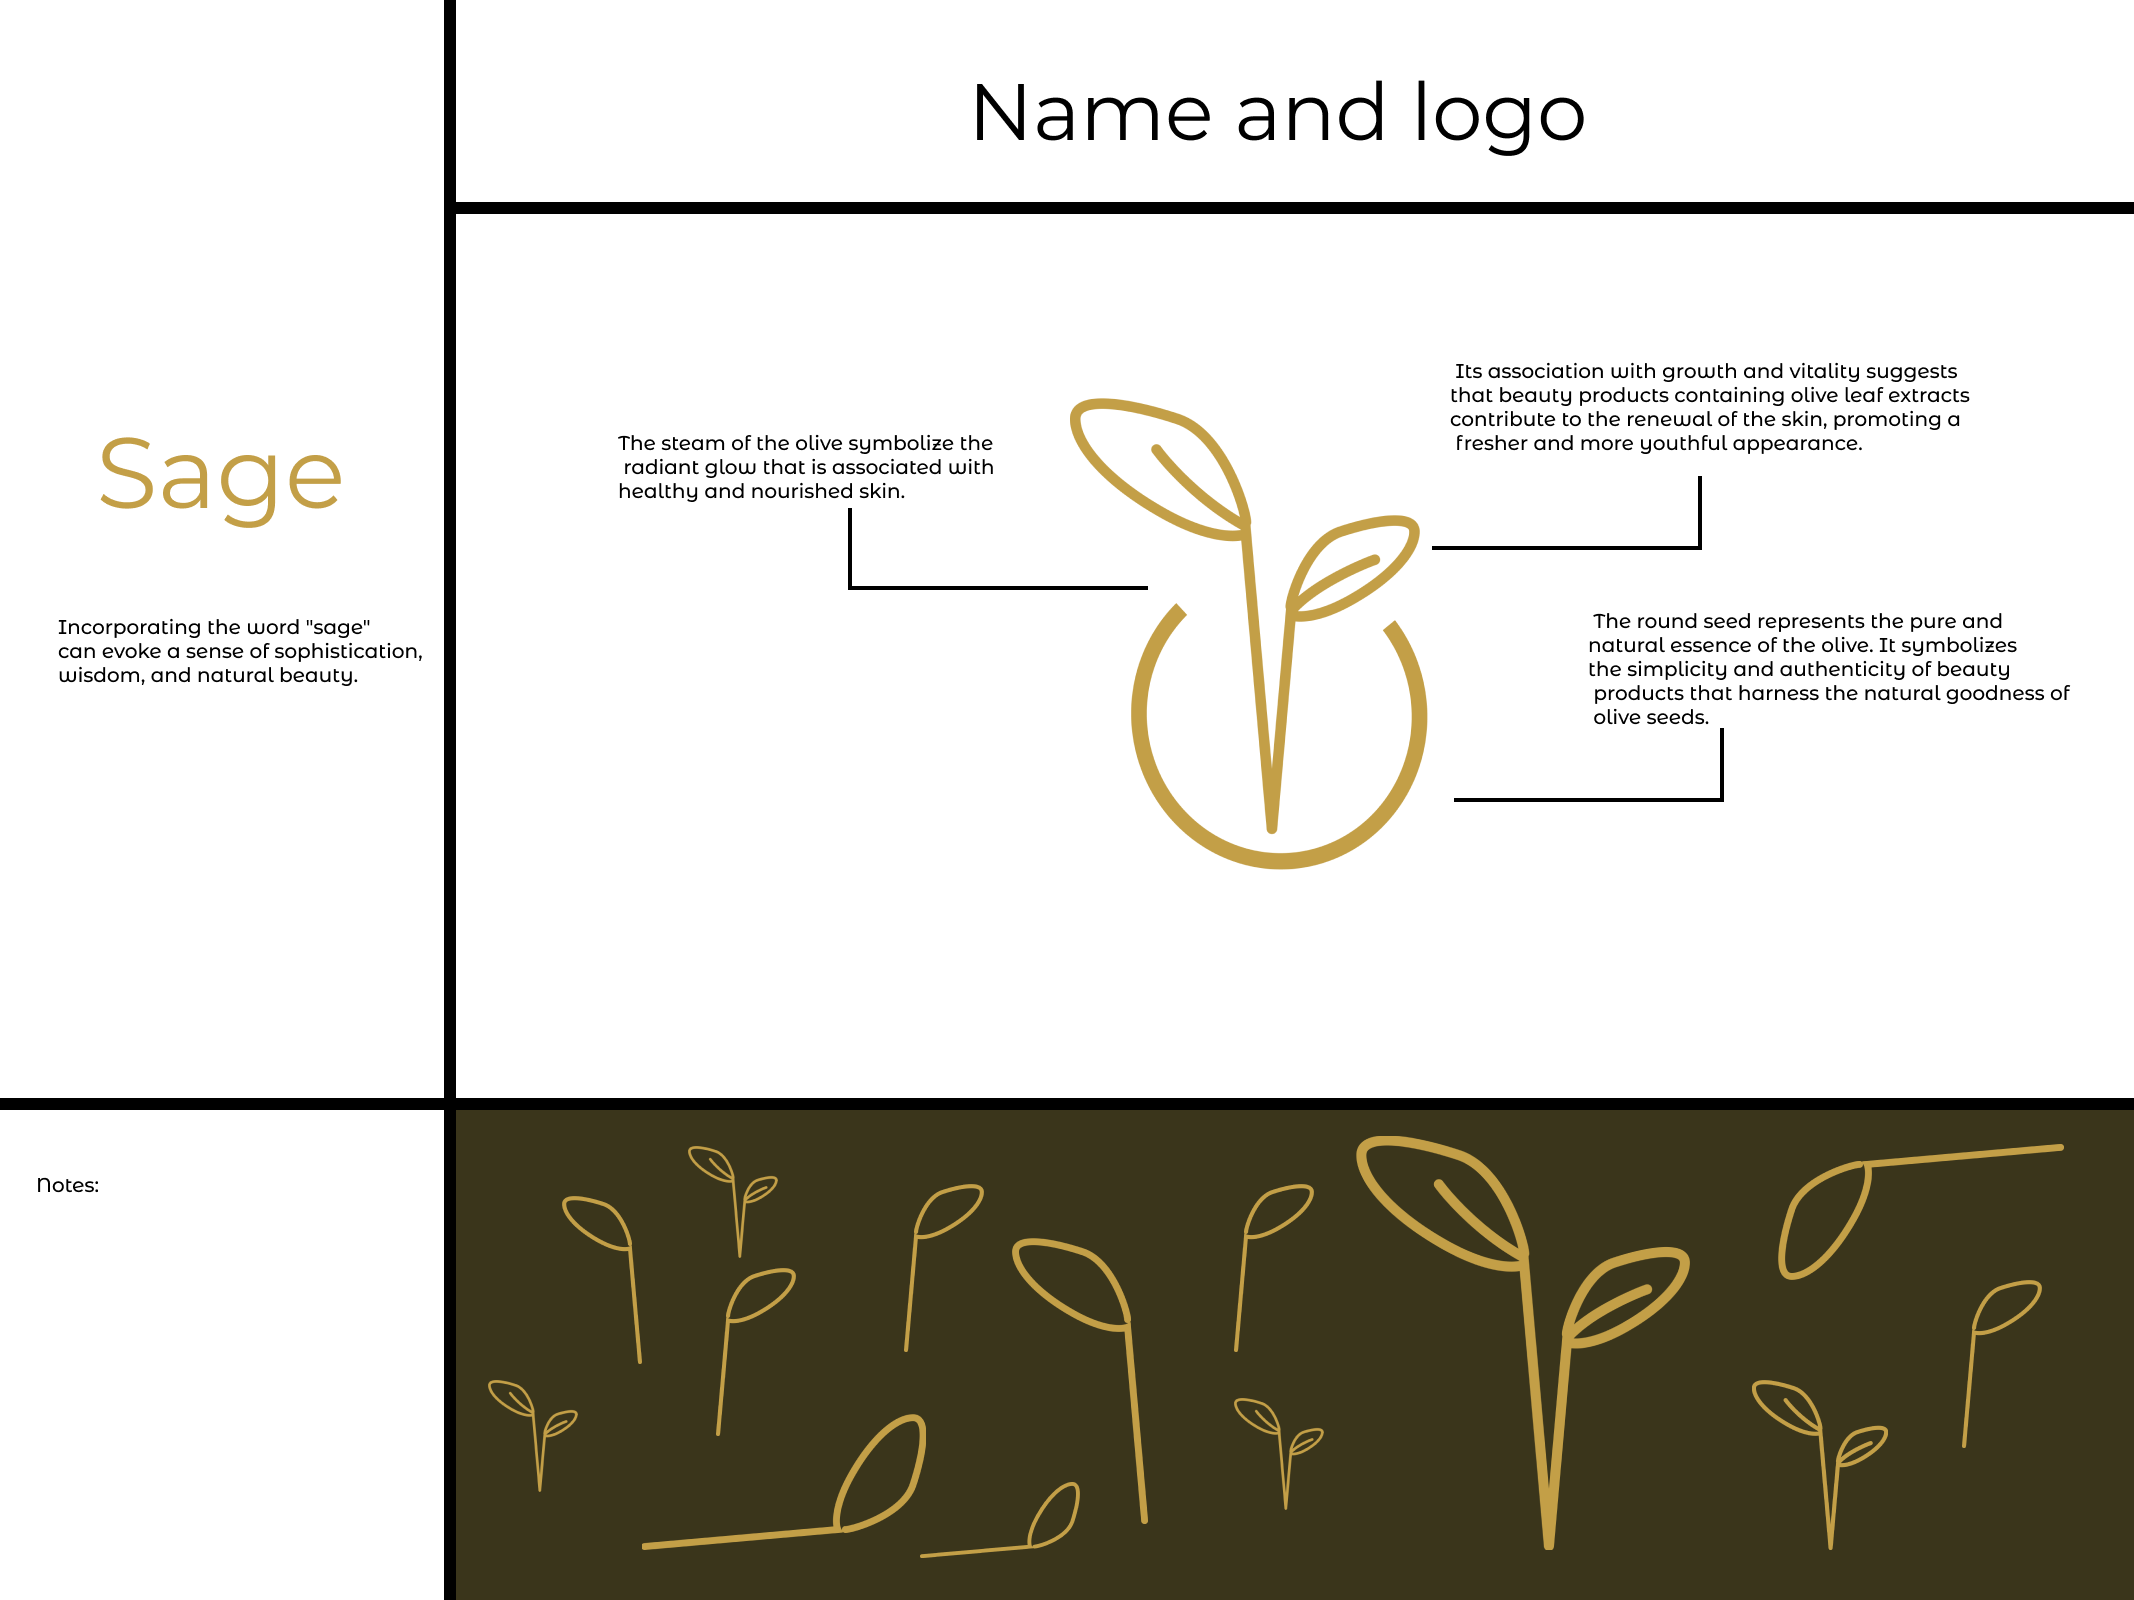 Name and logo
Sage
Incorporating the word "sage"
can evoke a sense of sophistication,
wisdom, and natural beauty.
The steam of the olive symbolize the
radiant glow that is associated with
healthy and nourished skin.
Its association with growth and vitality suggests
that beauty products containing olive leaf extracts
contribute to the renewal of the skin, promoting a
fresher and more youthful appearance.
The round seed represents the pure and
natural essence of the olive. It symbolizes
the simplicity and authenticity of beauty
products that harness the natural goodness of
olive seeds.
Notes: